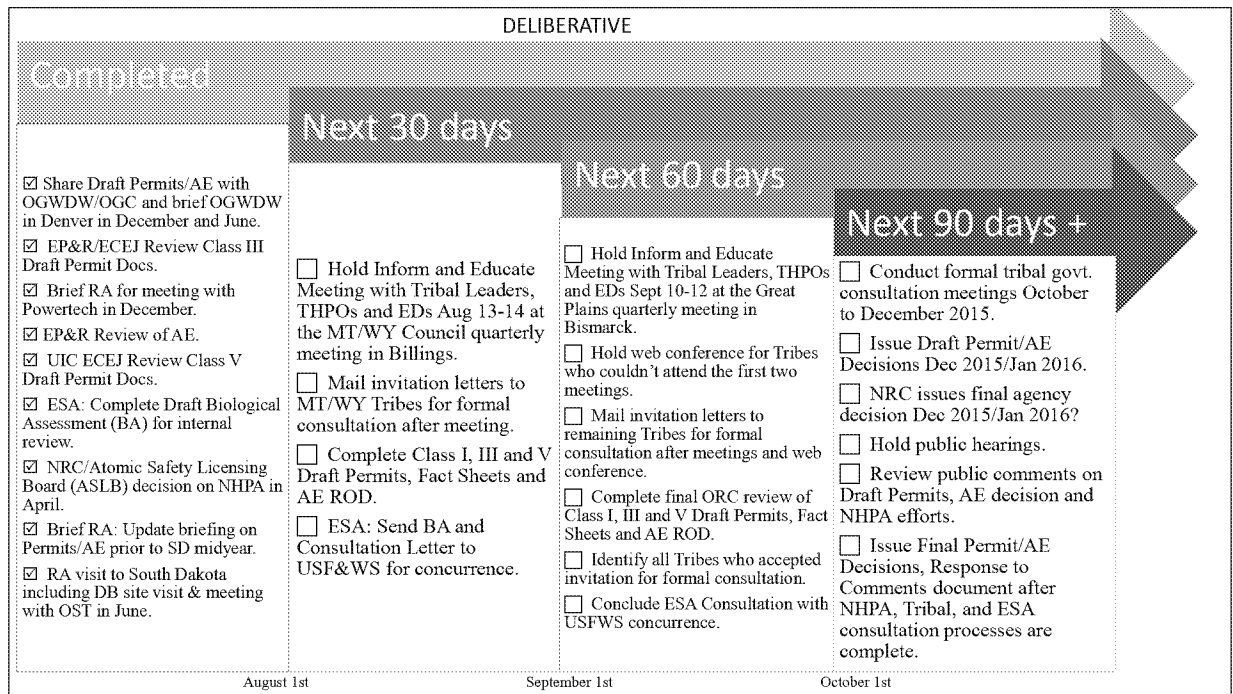 DELIBERATIVE
Completed
☑ Share Draft Permits/AE with
OGWDW/OGC and brief OGWDW
in Denver in December and June.
☑ EP&R/ECEJ Review Class III
Draft Permit Docs.
☑ Brief RA for meeting with
Powertech in December.
☑EP&R Review of AE.
☑ UIC ECEJ Review Class V
Draft Permit Docs.
☑ ESA: Complete Draft Biological
Assessment (BA) for internal
review.
☑ NRC/Atomic Safety Licensing
Board (ASLB) decision on NHPA in
April.
☑ Brief RA: Update briefing on
Permits/AE prior to SD midyear.
☑ RA visit to South Dakota
including DB site visit & meeting
with OST in June.
Next 30 days
☐ Hold Inform and Educate
Meeting with Tribal Leaders,
THPOs and EDs Aug 13-14 at
the MT/WY Council quarterly
meeting in Billings.
☐ Mail invitation letters to
MT/WY Tribes for formal
consultation after meeting.
☐ Complete Class I, III and V
Draft Permits, Fact Sheets and
AE ROD.
☐ ESA: Send BA and
Consultation Letter to
USF&WS for concurrence.
Next 60 days
☐ Hold Inform and Educate
Meeting with Tribal Leaders, THPOs
and EDs Sept 10-12 at the Great
Plains quarterly meeting in
Bismarck.
☐ Hold web conference for Tribes
who couldn't attend the first two
meetings.
☐ Mail invitation letters to
remaining Tribes for formal
consultation after meetings and web
conference.
☐ Complete final ORC review of
Class I, III and V Draft Permits, Fact
Sheets and AE ROD.
☐ Identify all Tribes who accepted
invitation for formal consultation.
☐ Conclude ESA Consultation with
USFWS concurrence.
Next 90 days +
☐ Conduct formal tribal govt.
consultation meetings October
to December 2015.
☐ Issue Draft Permit/AE
Decisions Dec 2015/Jan 2016.
☐ NRC issues final agency
decision Dec 2015/Jan 2016?
☐ Hold public hearings.
☐ Review public comments on
Draft Permits, AE decision and
NHPA efforts.
☐ Issue Final Permit/AE
Decisions, Response to
Comments document after
NHPA, Tribal, and ESA
consultation processes are
complete.
August 1st
September 1st
October 1st